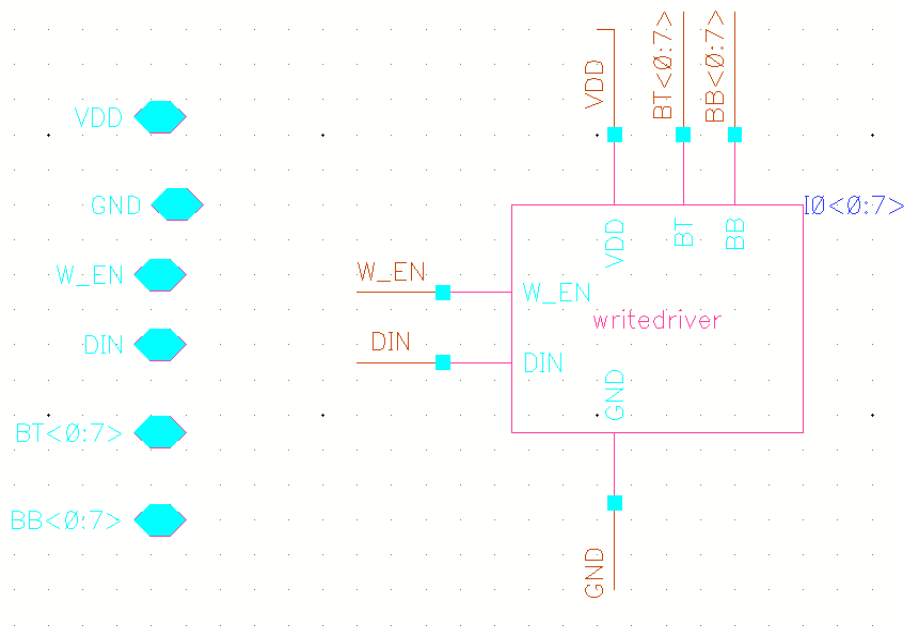 VDD
GND
W_EN
DIN
BT<0:7>
BB<0:7>
VDD
BT<0:7>
BB<0:7>
I0<0:7>
VDD
BT
BB
W_EN
W_EN
writedriver
DIN
DIN
GND
GND